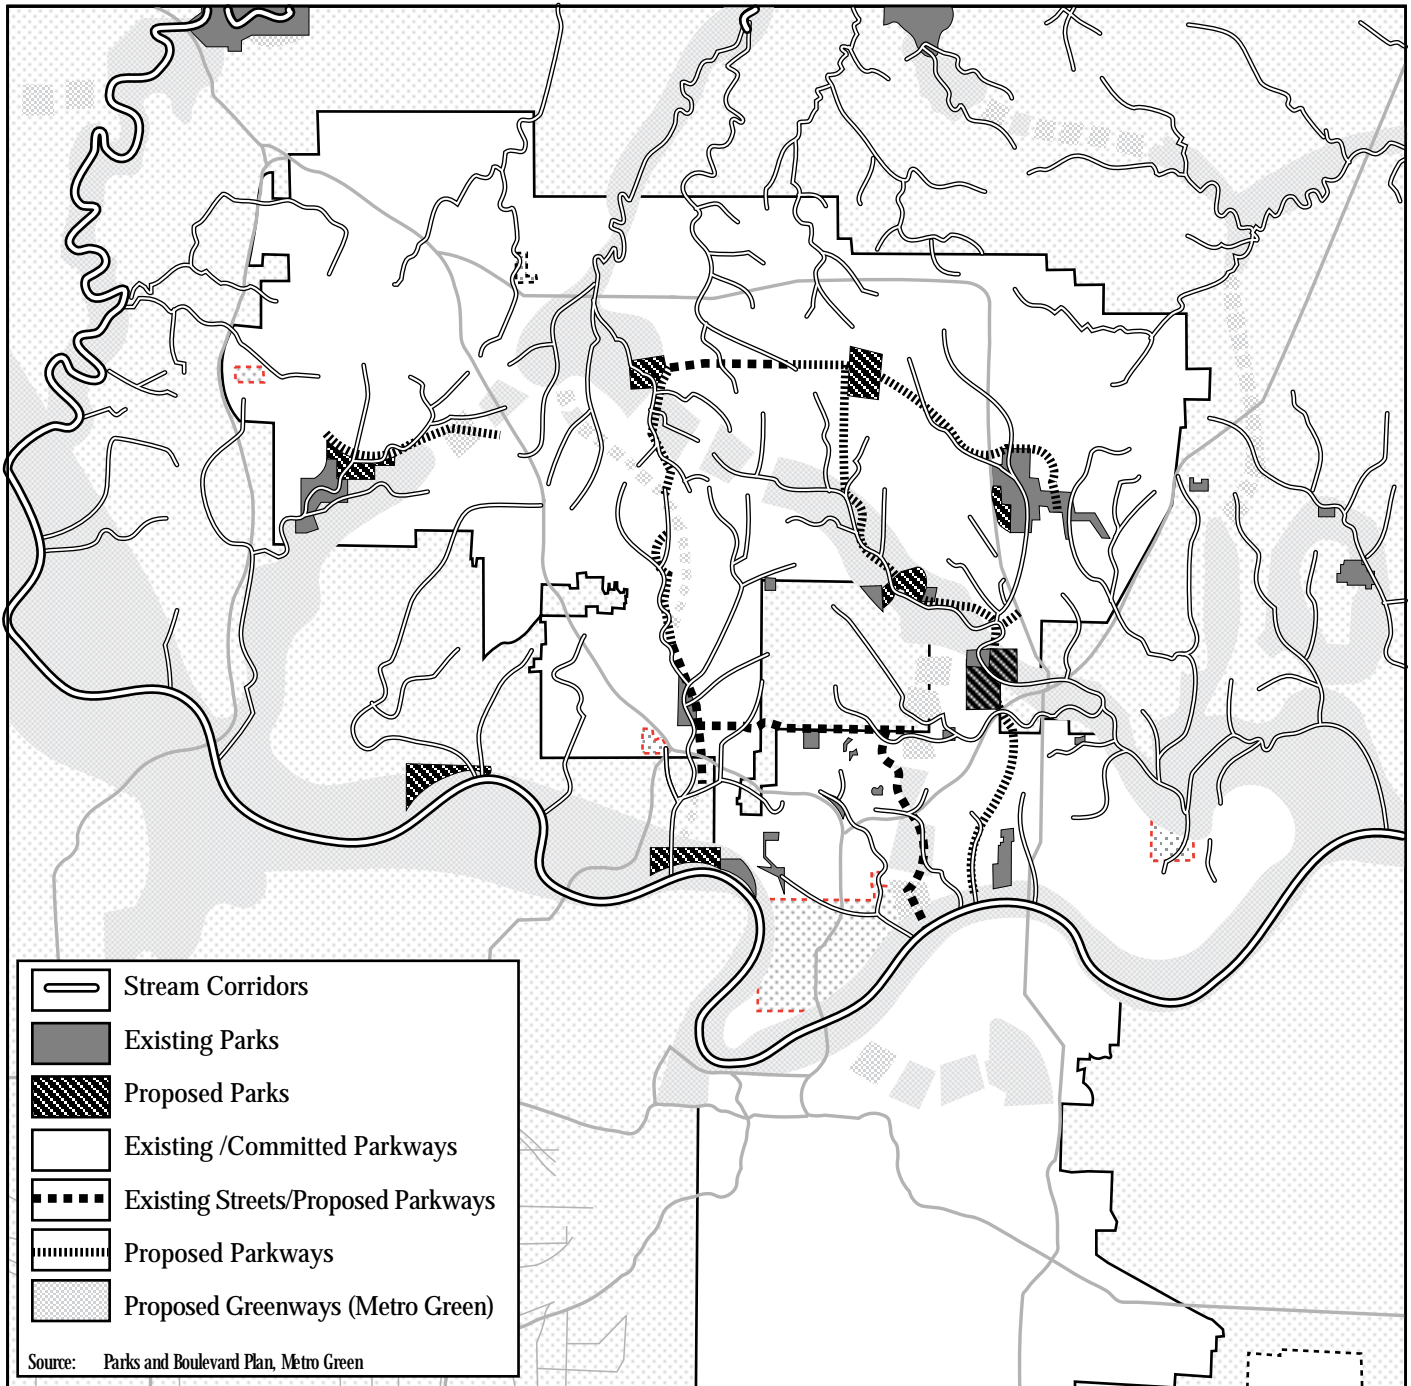 Stream Corridors
Existing Parks
Proposed Parks
Existing /Committed Parkways
Existing Streets/Proposed Parkways
Proposed Parkways
Proposed Greenways (Metro Green)
Source: Parks and Boulevard Plan, Metro Green